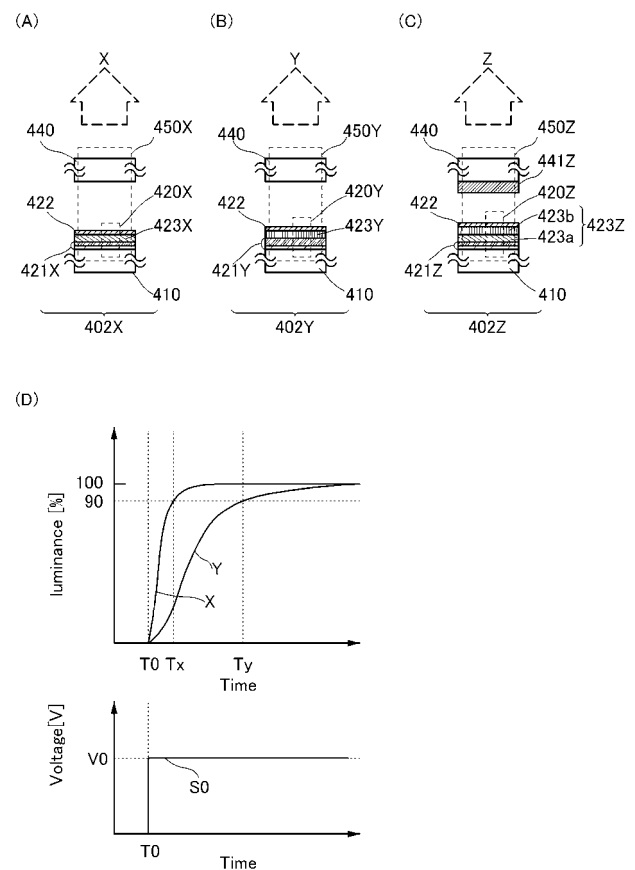 (A) (B) (C)
X Y Z
440 450X 440 450Y 440 450Z
441Z
420X 420Y 420Z
422 423X 422 423Y 422 423b 423Z
423a
421X 421Y 421Z
410 410 410
402X 402Y 402Z
(D)
100
90
luminance [%]
Y
X
T0 Tx Ty
Time
Voltage[V]
V0
S0
T0
Time